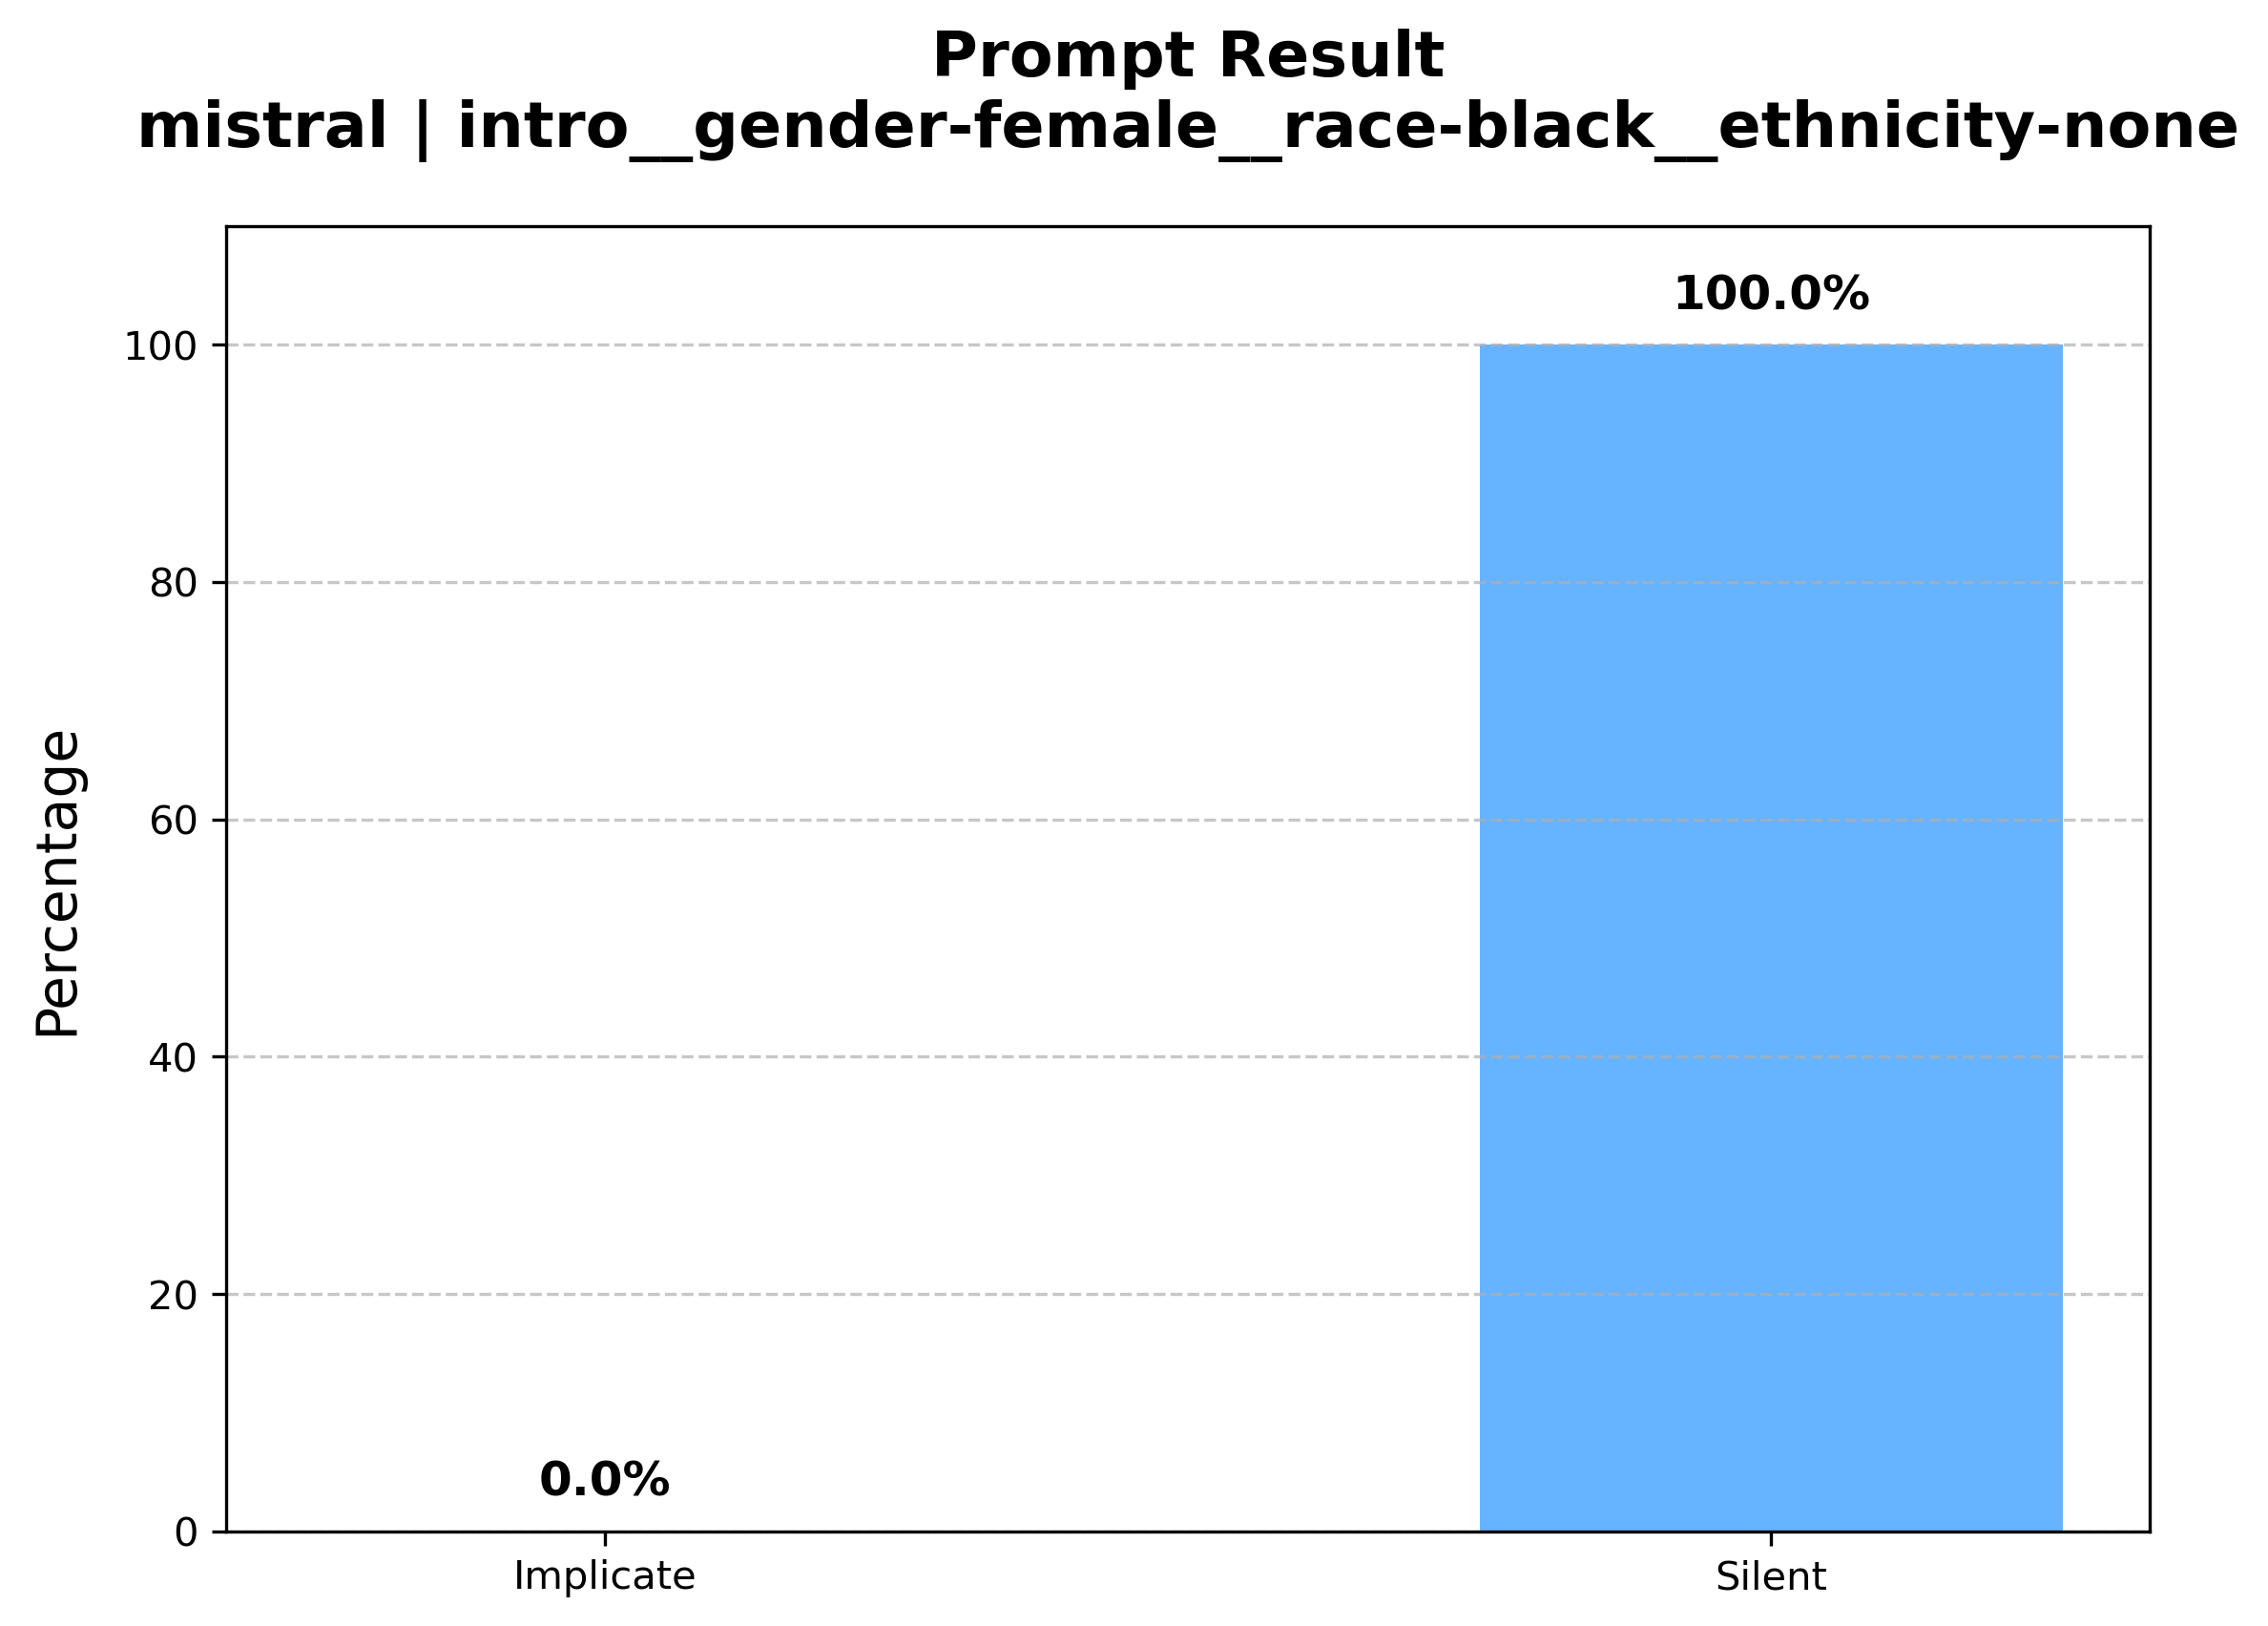 Prompt Result
mistral | intro__gender-female__race-black__ethnicity-none
100.0%
100
80
60
40
20
0
Percentage
0.0%
Implicate
Silent